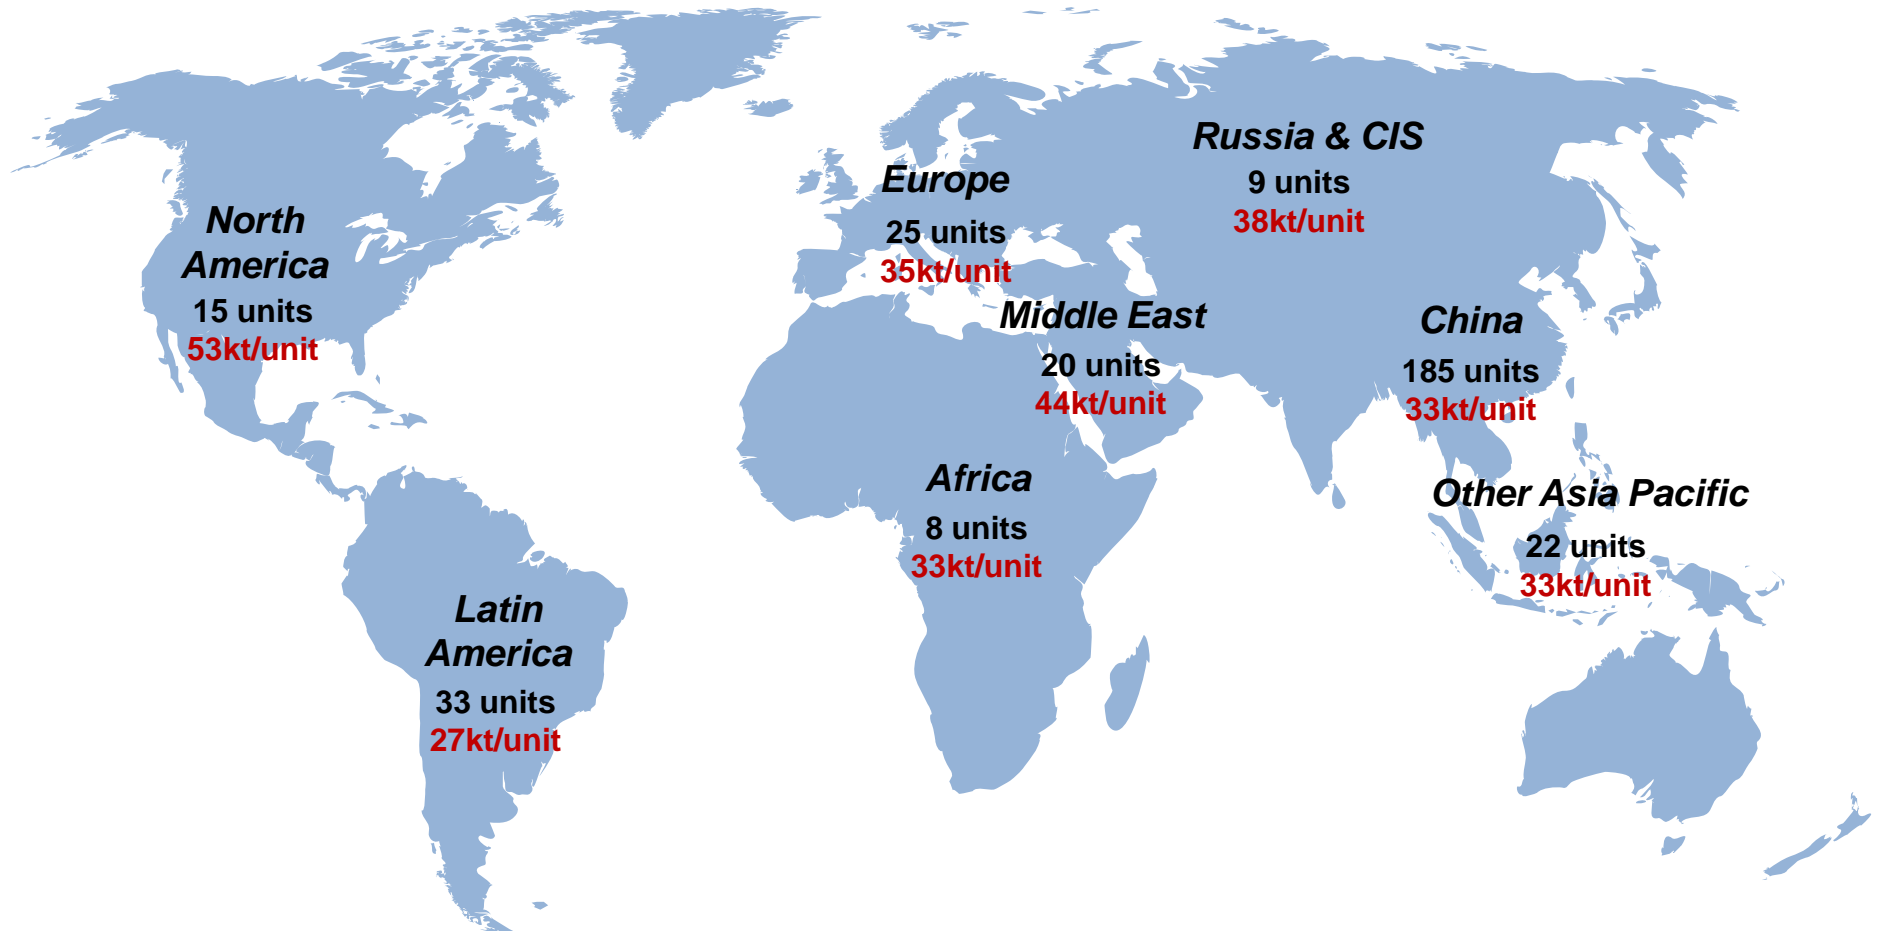 North
America
15 units
53kt/unit
Latin
America
33 units
27kt/unit
Europe
25 units
35kt/unit
Russia & CIS
9 units
38kt/unit
Middle East
20 units
44kt/unit
China
185 units
33kt/unit
Africa
8 units
33kt/unit
Other Asia Pacific
22 units
33kt/unit